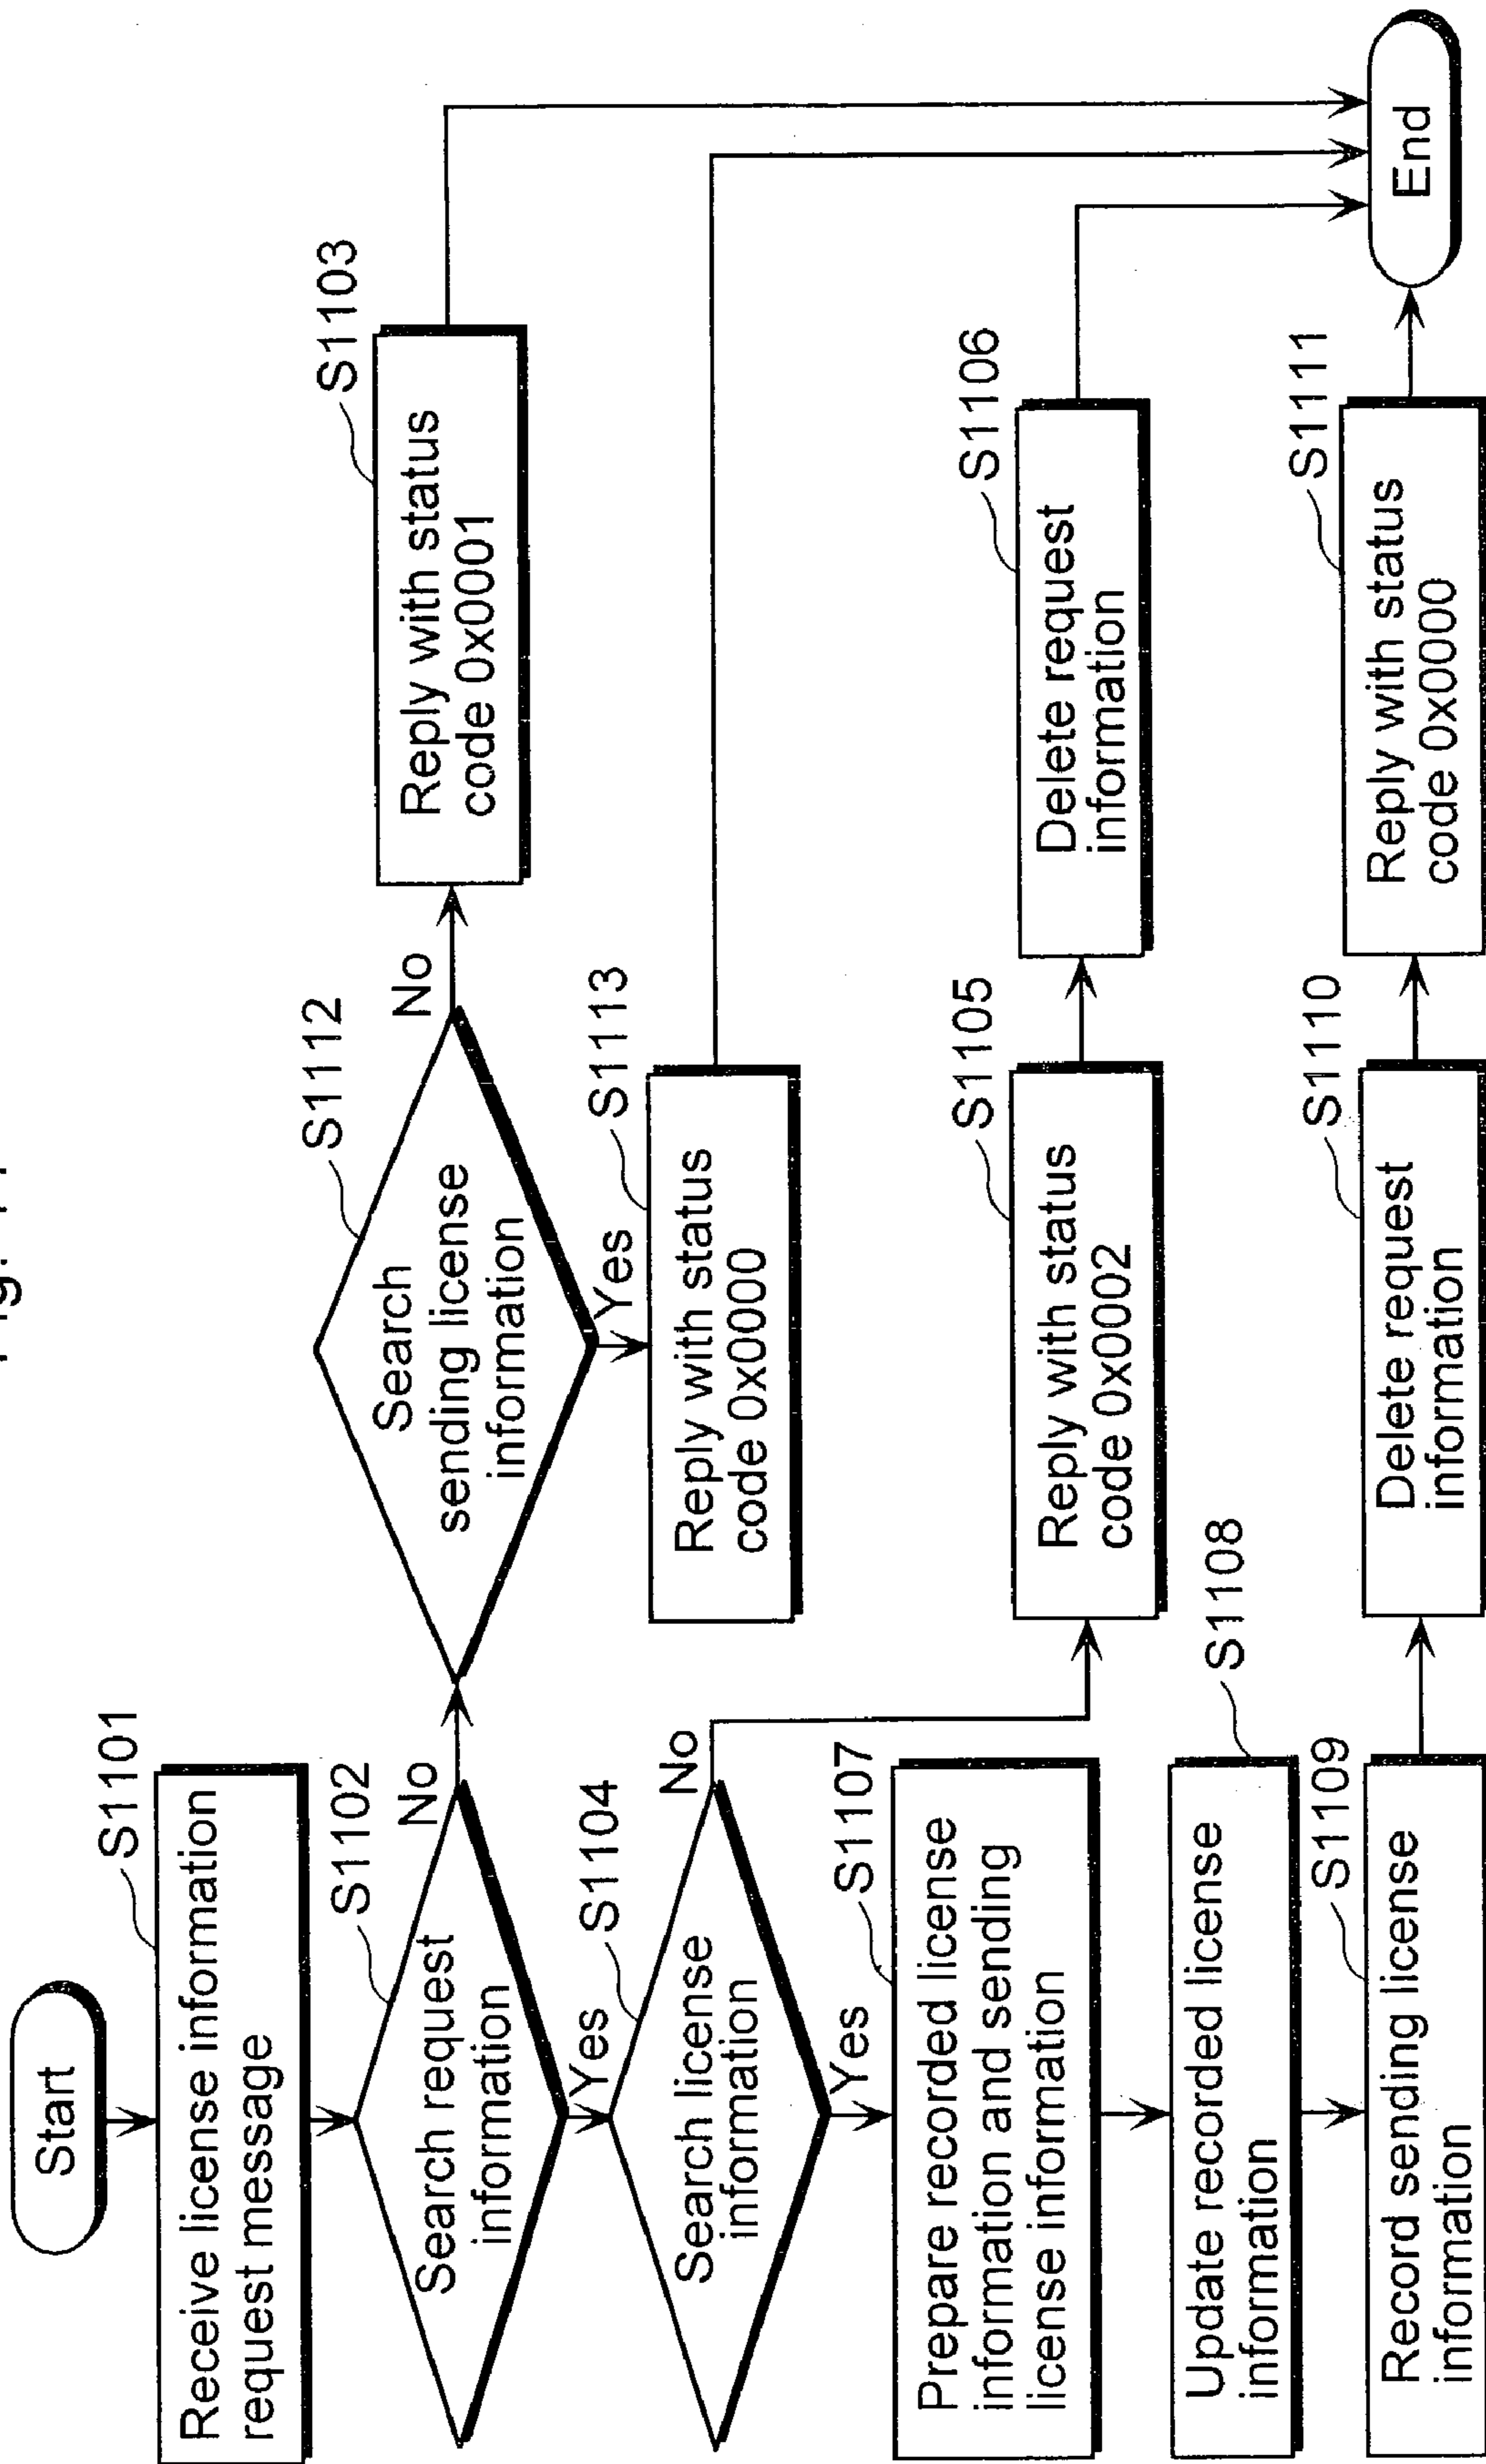 Start
S1101
Receive license information
request message
S1102
Search request
information
No
Yes
S1112
Search
sending license
information
No
Yes
S1103
Reply with status
code 0x0001
S1113
Reply with status
code 0x0000
S1104
Search license
information
No
Yes
S1105
Reply with status
code 0x0002
S1106
Delete request
information
S1107
Prepare recorded license
information and sending
license information
S1108
Update recorded license
information
S1109
Record sending license
information
S1110
Delete request
information
S1111
Reply with status
code 0x0000
End